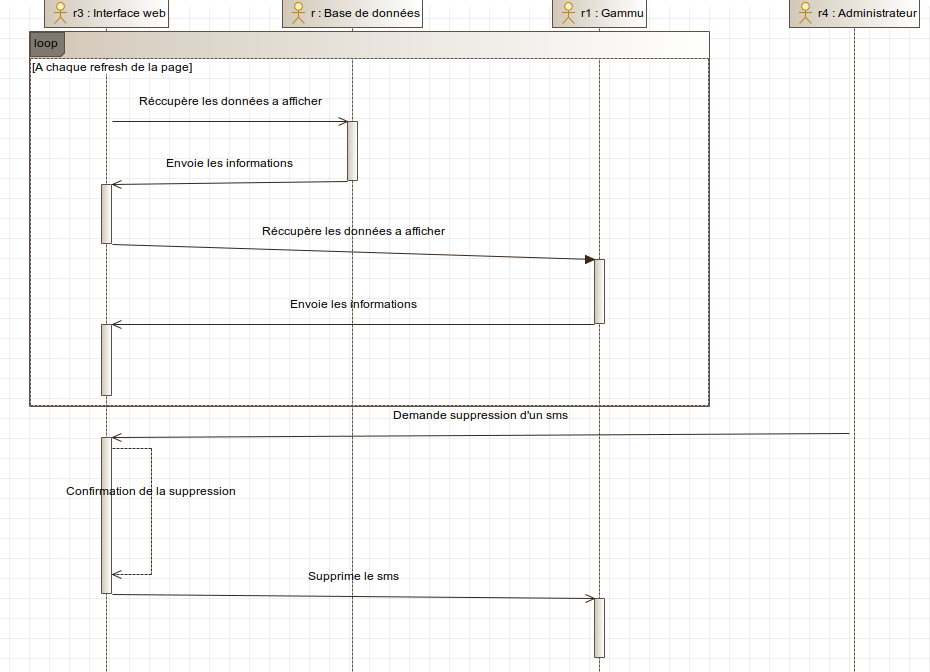 r3 : Interface web
r : Base de données
r1 : Gammu
r4 : Administrateur
loop
[A chaque refresh de la page]
Réccupère les données a afficher
Envoie les informations
Réccupère les données a afficher
Envoie les informations
Demande suppression d'un sms
Confirmation de la suppression
Supprime le sms